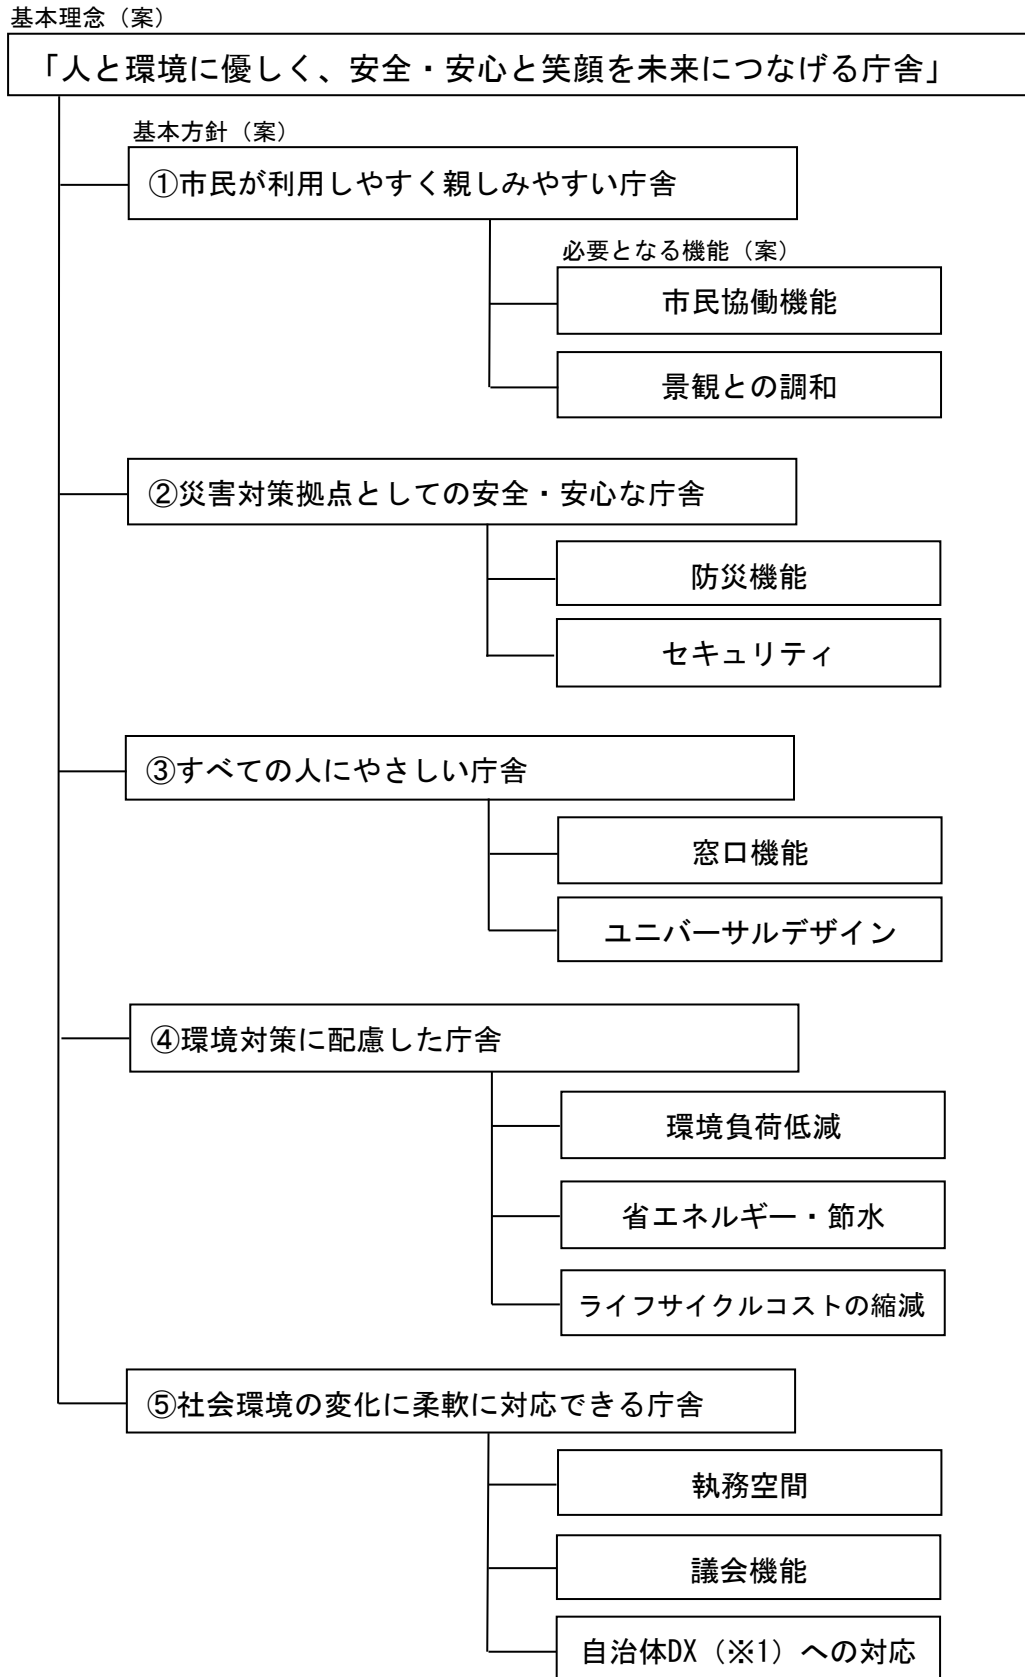 基本理念（案）
「人と環境に優しく、安全・安心と笑顔を未来につなげる庁舎」
基本方針（案）
①市民が利用しやすく親しみやすい庁舎
必要となる機能（案）
市民協働機能
景観との調和
②災害対策拠点としての安全・安心な庁舎
防災機能
セキュリティ
③すべての人にやさしい庁舎
窓口機能
ユニバーサルデザイン
④環境対策に配慮した庁舎
環境負荷低減
省エネルギー・節水
ライフサイクルコストの縮減
⑤社会環境の変化に柔軟に対応できる庁舎
執務空間
議会機能
自治体DX（※1）への対応